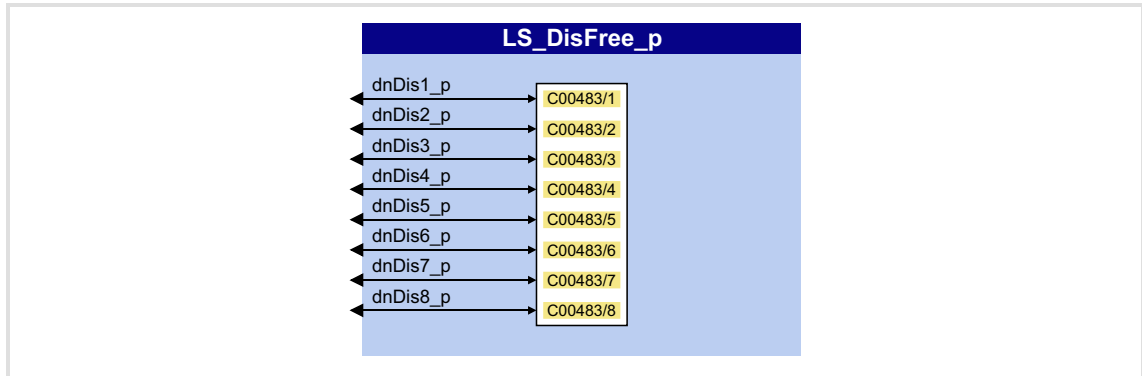 LS_DisFree_p
dnDis1_p
C00483/1
dnDis2_p
C00483/2
dnDis3_p
C00483/3
dnDis4_p
C00483/4
dnDis5_p
C00483/5
dnDis6_p
C00483/6
dnDis7_p
C00483/7
dnDis8_p
C00483/8